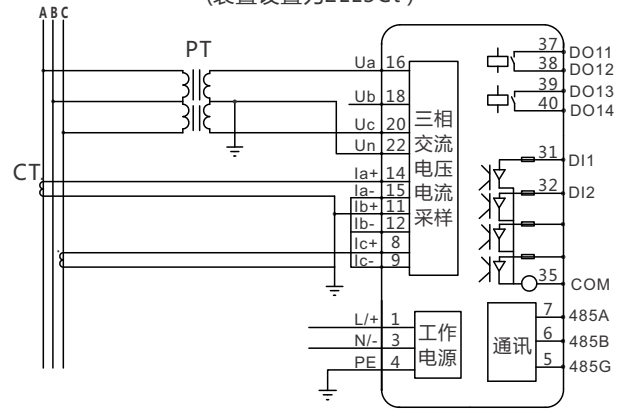 (装置设置为2LL3Ct )
A B C
PT
CT
Ua 16
Ub 18
Uc 20
Un 22
Ia+ 14
Ia- 15
Ib+ 11
Ib- 12
Ic+ 8
Ic- 9
三相
交流
电压
电流
采样
L/+ 1
N/- 3
PE 4
工作
电源
37 DO11
38 DO12
39 DO13
40 DO14
31 DI1
32 DI2
35 COM
通讯
7 485A
6 485B
5 485G